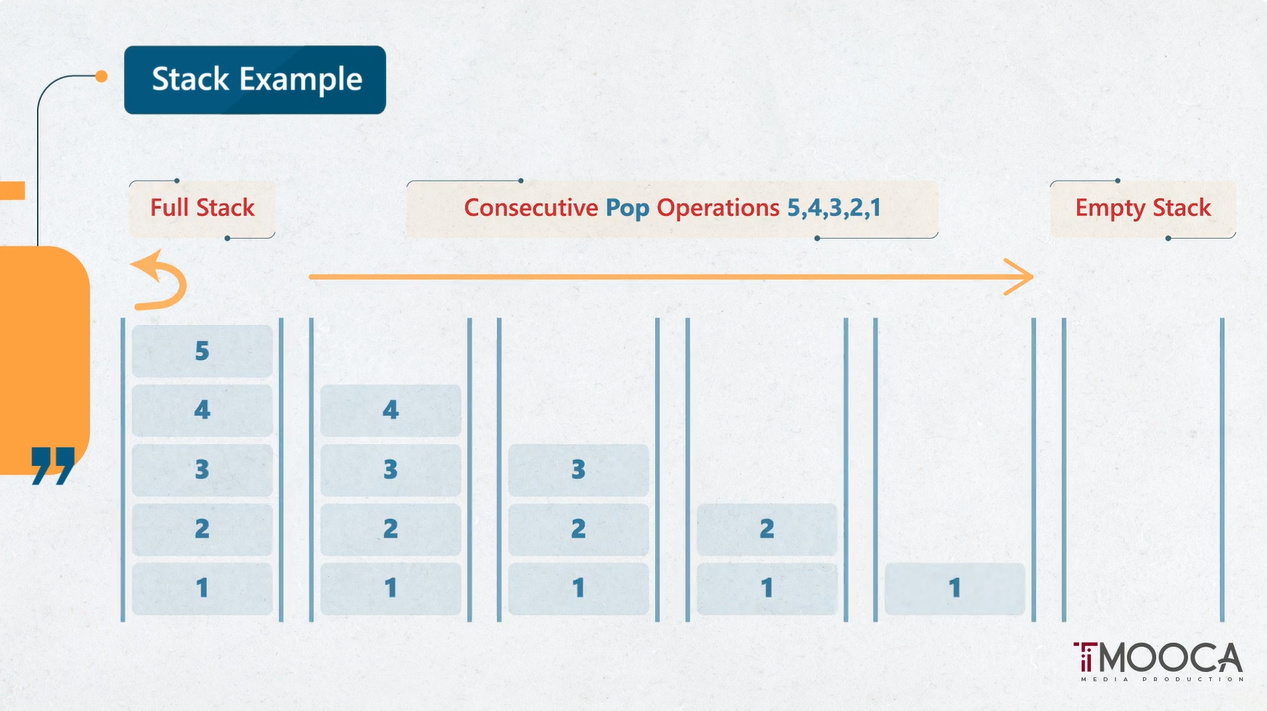 Stack Example
Full Stack
Consecutive Pop Operations 5,4,3,2,1
Empty Stack
5
4 4
3 3 3
2 2 2 2
1 1 1 1 1
TiMOOCA
MEDIA PRODUCTION